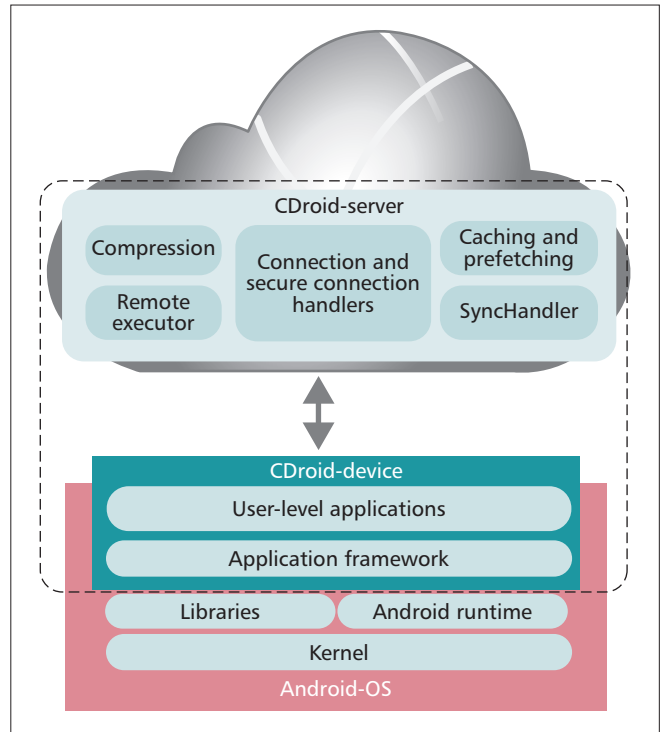 CDroid-server
Compression
Remote
executor
Connection and
secure connection
handlers
Caching and
prefetching
SyncHandler
CDroid-device
User-level applications
Application framework
Libraries
Android runtime
Kernel
Android-OS